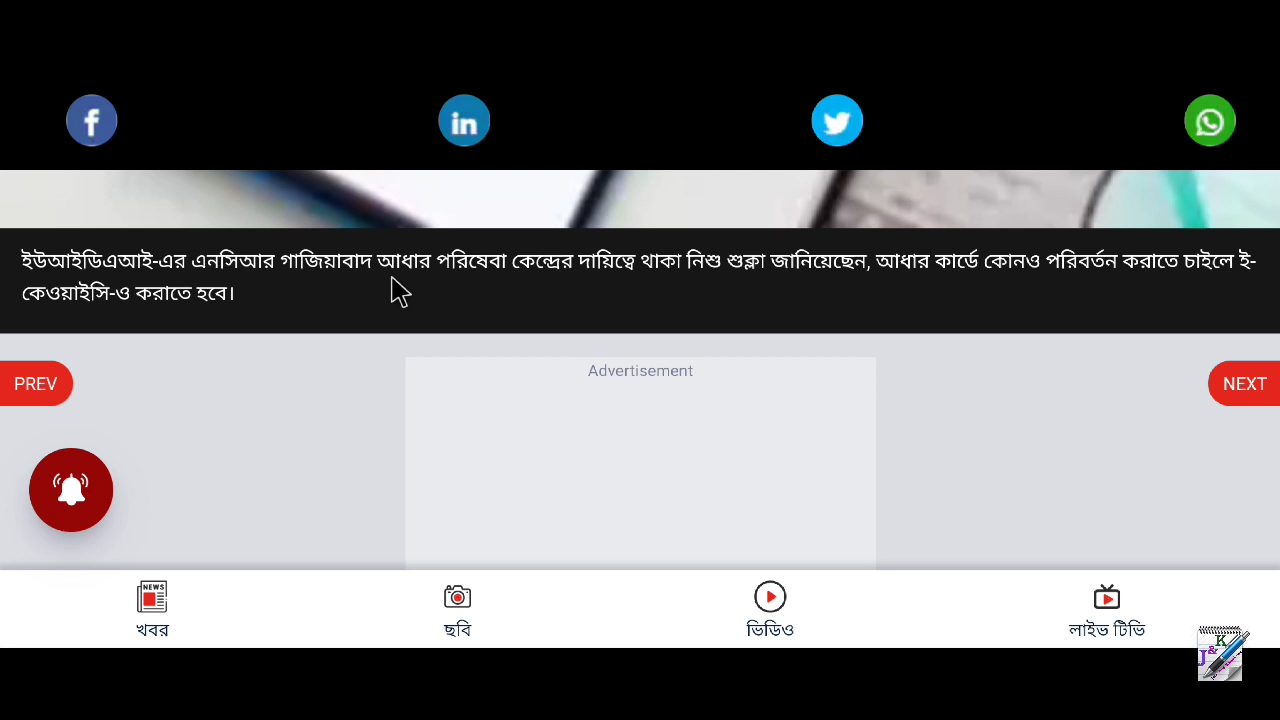 ইউআইডিএআই-এর এনসিআর গাজিয়াবাদ আধার পরিষেবা কেন্দ্রের দায়িত্বে থাকা নিশু শুক্লা জানিয়েছেন, আধার কার্ডে কোনও পরিবর্তন করাতে চাইলে ই-
কেওয়াইসি-ও করাতে হবে।
Advertisement
PREV
NEXT
NEWS
খবর
ছবি
ভিডিও
লাইভ টিভি
J&K